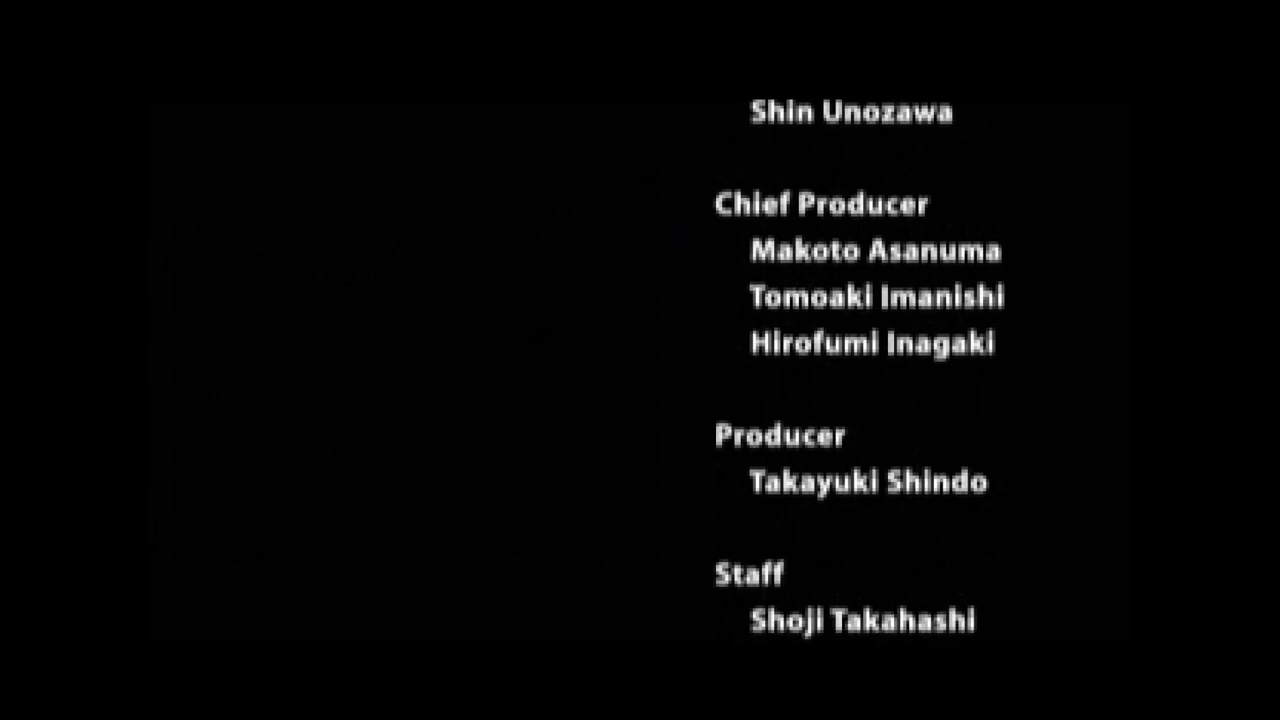 Shin Unozawa
Chief Producer
Makoto Asanuma
Tomoaki Imanishi
Hirofumi Inagaki
Producer
Takayuki Shindo
Staff
Shoji Takahashi